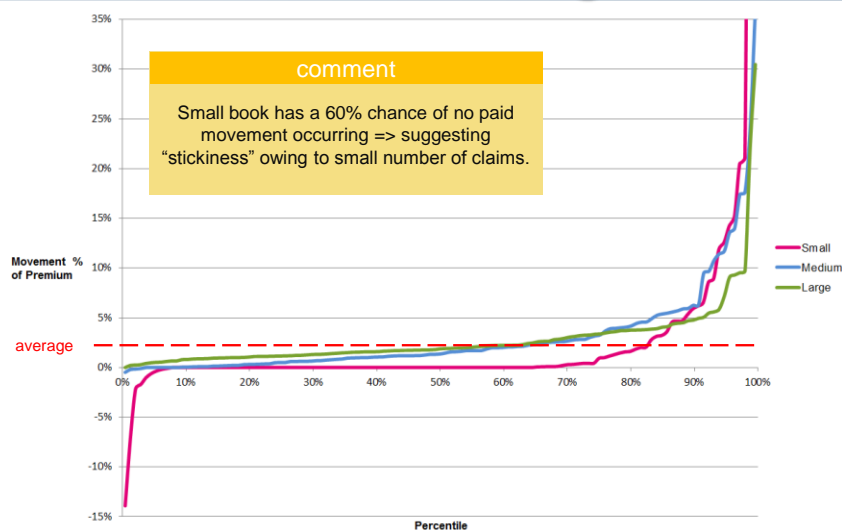 35%
30%
25%
20%
15%
10%
5%
0%
-5%
-10%
-15%
comment
Small book has a 60% chance of no paid
movement occurring => suggesting
“stickiness” owing to small number of claims.
Movement %
of Premium
average
Small
Medium
Large
0% 10% 20% 30% 40% 50% 60% 70% 80% 90% 100%
Percentile